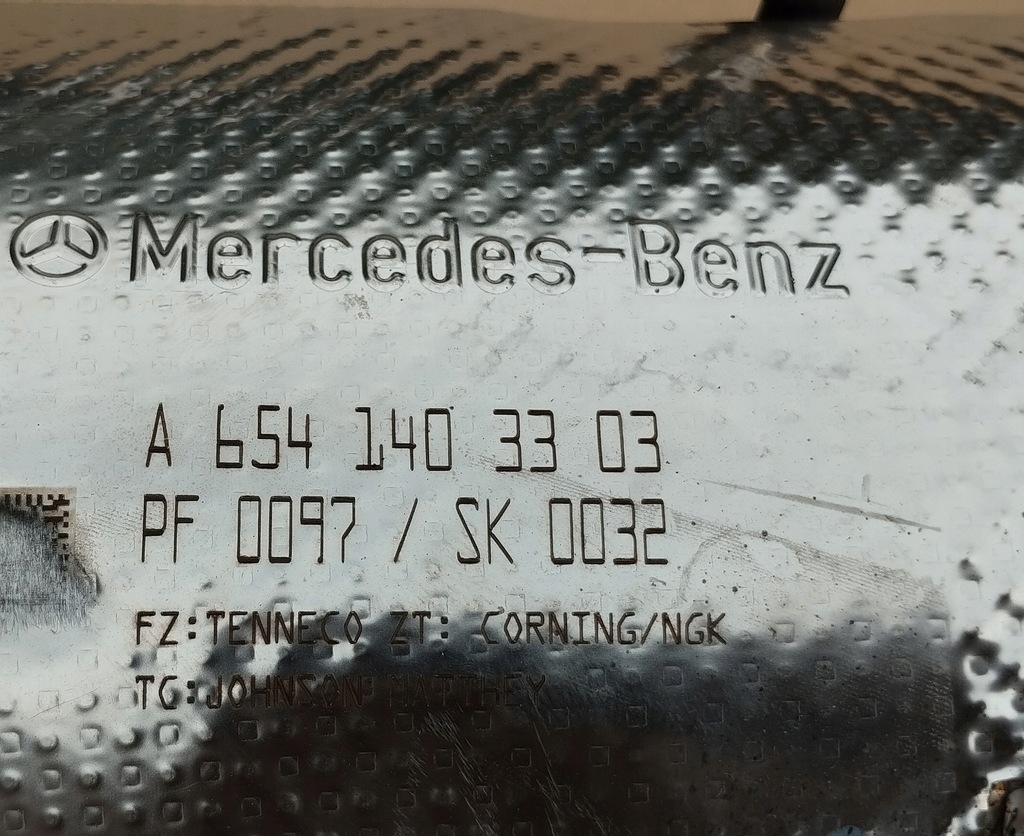 Mercedes-Benz
A 654 140 33 03
PF 0097 / SK 0032
FZ:TENNECO ZT: CORNING/NGK
TG:JOHNSON MATTHEY